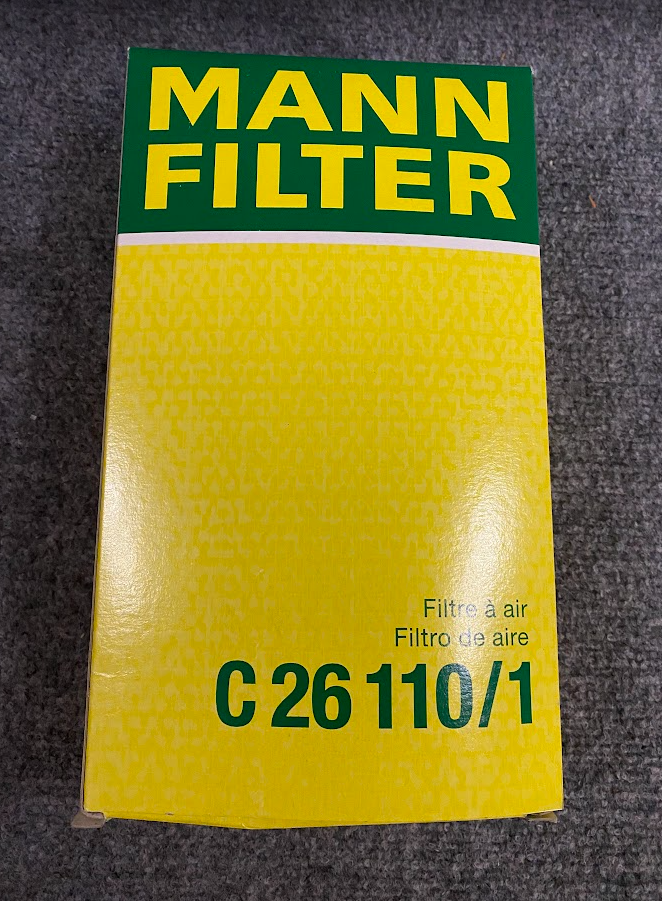 MANN
FILTER
Filtre à air
Filtro de aire
C 26 110/1